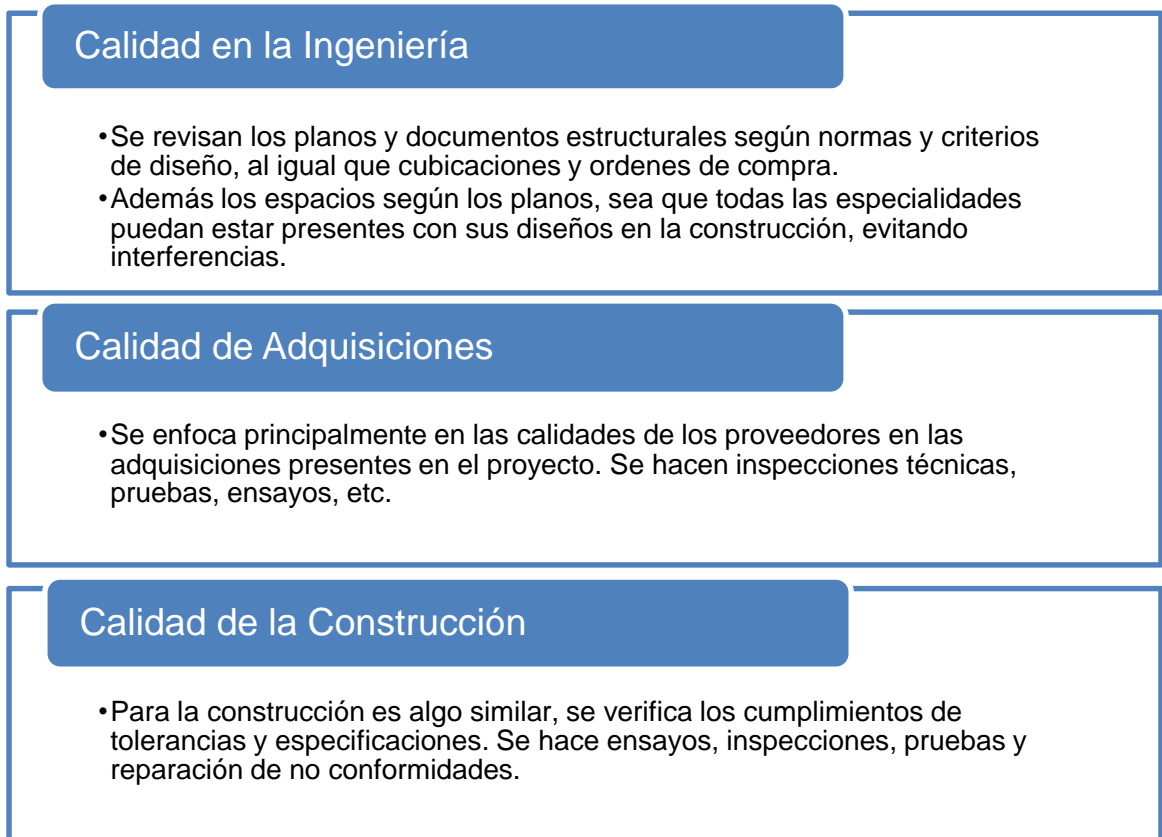 Calidad en la Ingeniería
•Se revisan los planos y documentos estructurales según normas y criterios
de diseño, al igual que cubicaciones y ordenes de compra.
•Además los espacios según los planos, sea que todas las especialidades
puedan estar presentes con sus diseños en la construcción, evitando
interferencias.
Calidad de Adquisiciones
•Se enfoca principalmente en las calidades de los proveedores en las
adquisiciones presentes en el proyecto. Se hacen inspecciones técnicas,
pruebas, ensayos, etc.
Calidad de la Construcción
•Para la construcción es algo similar, se verifica los cumplimientos de
tolerancias y especificaciones. Se hace ensayos, inspecciones, pruebas y
reparación de no conformidades.